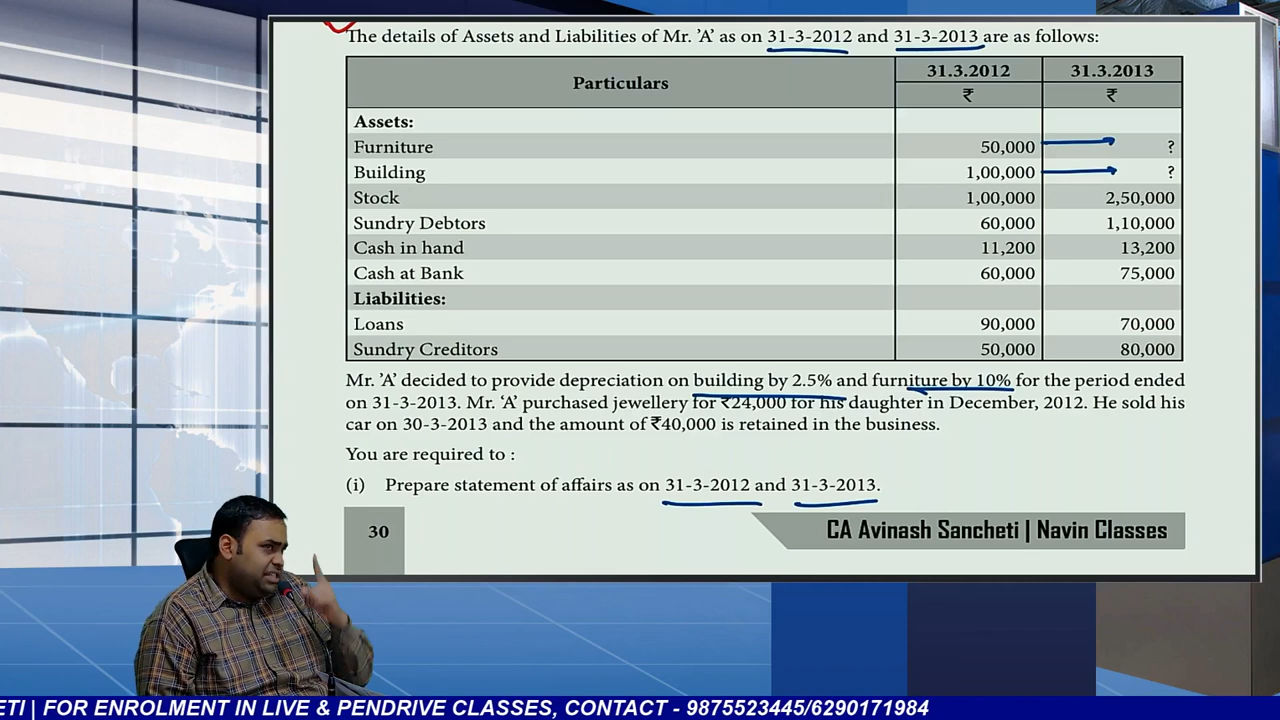 The details of Assets and Liabilities of Mr. 'A' as on 31-3-2012 and 31-3-2013 are as follows:
Particulars 31.3.2012 31.3.2013
₹ ₹
Assets:
Furniture 50,000 ?
Building 1,00,000 ?
Stock 1,00,000 2,50,000
Sundry Debtors 60,000 1,10,000
Cash in hand 11,200 13,200
Cash at Bank 60,000 75,000
Liabilities:
Loans 90,000 70,000
Sundry Creditors 50,000 80,000
Mr. 'A' decided to provide depreciation on building by 2.5% and furniture by 10% for the period ended
on 31-3-2013. Mr. 'A' purchased jewellery for ₹24,000 for his daughter in December, 2012. He sold his
car on 30-3-2013 and the amount of ₹40,000 is retained in the business.
You are required to :
(i) Prepare statement of affairs as on 31-3-2012 and 31-3-2013.
30 CA Avinash Sancheti | Navin Classes
ETI | FOR ENROLMENT IN LIVE & PENDRIVE CLASSES, CONTACT - 9875523445/6290171984